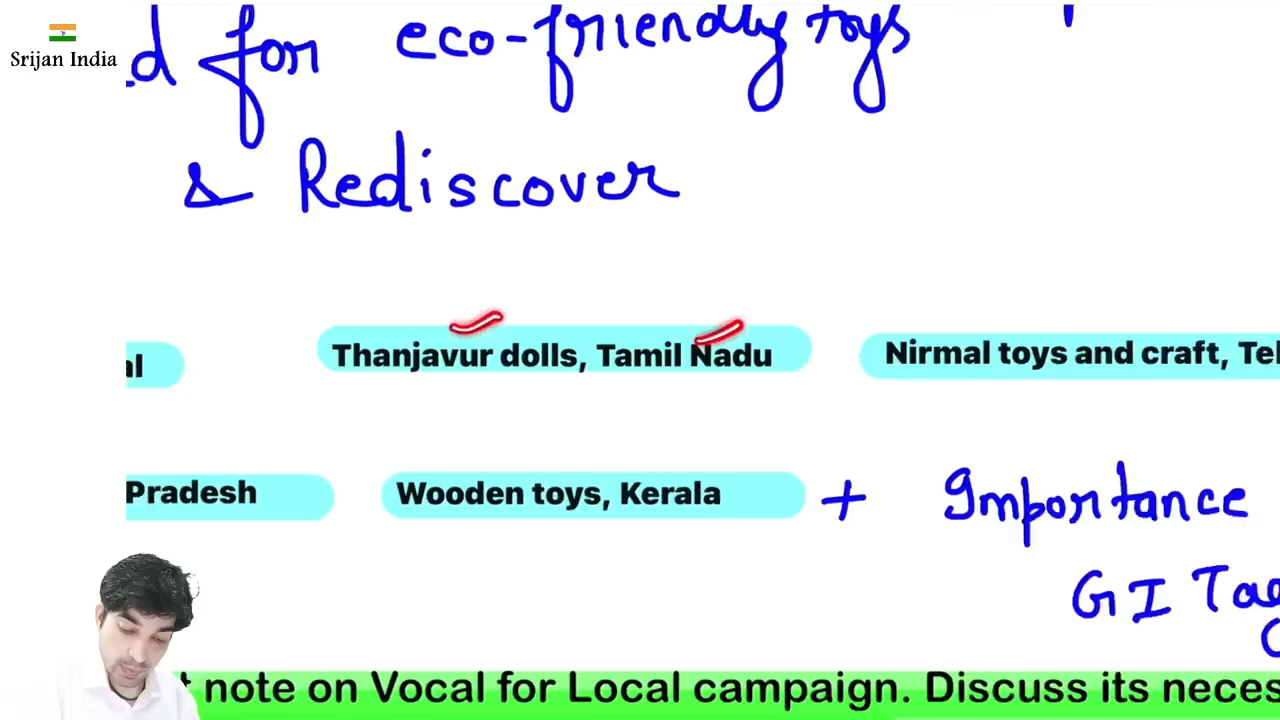 Srijan India
d for eco-friendly toys
& Rediscover
al
Thanjavur dolls, Tamil Nadu
Nirmal toys and craft, Tel
Pradesh
Wooden toys, Kerala
+ Importance
GI Tag
t note on Vocal for Local campaign. Discuss its neces